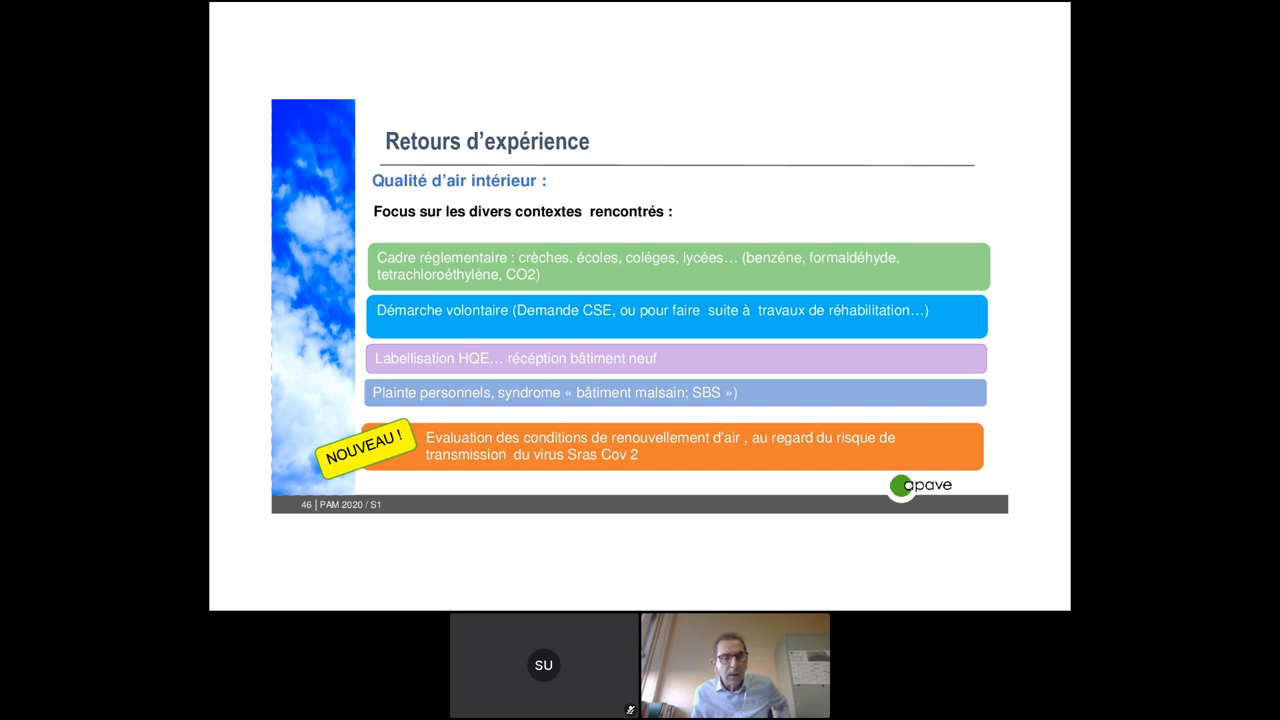 Retours d'expérience
Qualité d'air intérieur :
Focus sur les divers contextes rencontrés :
Cadre réglementaire : crèches, écoles, coléges, lycées… (benzéne, formaldéhyde,
tetrachloroéthylène, CO2)
Démarche volontaire (Demande CSE, ou pour faire suite à travaux de réhabilitation…)
Labellisation HQE… récéption bâtiment neuf
Plainte personnels, syndrome « bâtiment malsain; SBS »)
NOUVEAU !
Evaluation des conditions de renouvellement d'air , au regard du risque de
transmission du virus Sras Cov 2
apave
46 | PAM 2020 / S1
SU